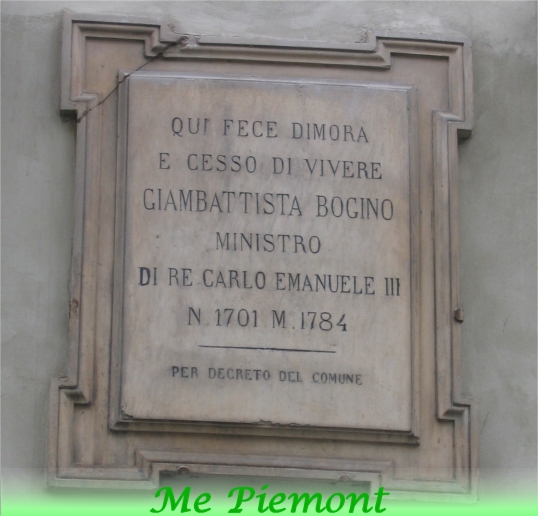 QUI FECE DIMORA
E CESSO DI VIVERE
GIAMBATTISTA BOGINO
MINISTRO
DI RE CARLO EMANUELE III
N. 1701 M. 1784
PER DECRETO DEL COMUNE
Me Piemont